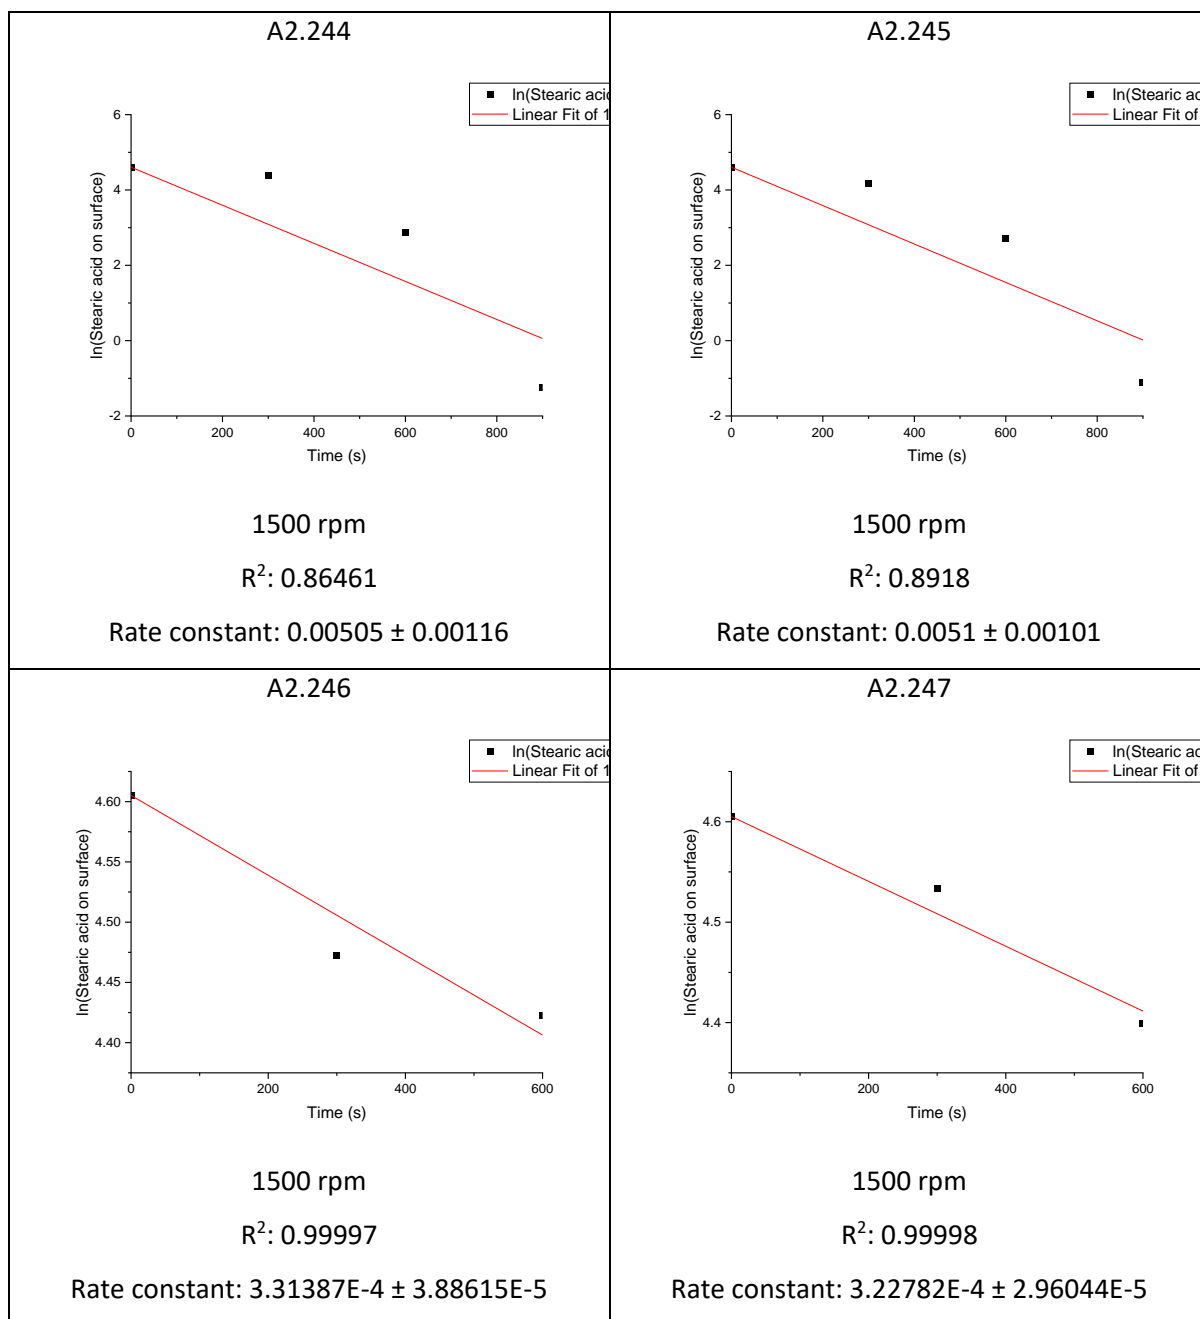 A2.244
ln(Stearic acid
Linear Fit of 1
6
4
2
0
-2
0
200
400
600
800
ln(Stearic acid on surface)
Time (s)
1500 rpm
R²: 0.86461
Rate constant: 0.00505 ± 0.00116
A2.245
ln(Stearic ac
Linear Fit of
6
4
2
0
-2
0
200
400
600
800
ln(Stearic acid on surface)
Time (s)
1500 rpm
R²: 0.8918
Rate constant: 0.0051 ± 0.00101
A2.246
ln(Stearic acid
Linear Fit of 1
4.60
4.55
4.50
4.45
4.40
0
200
400
600
ln(Stearic acid on surface)
Time (s)
1500 rpm
R²: 0.99997
Rate constant: 3.31387E-4 ± 3.88615E-5
A2.247
ln(Stearic ac
Linear Fit of
4.6
4.5
4.4
0
200
400
600
ln(Stearic acid on surface)
Time (s)
1500 rpm
R²: 0.99998
Rate constant: 3.22782E-4 ± 2.96044E-5